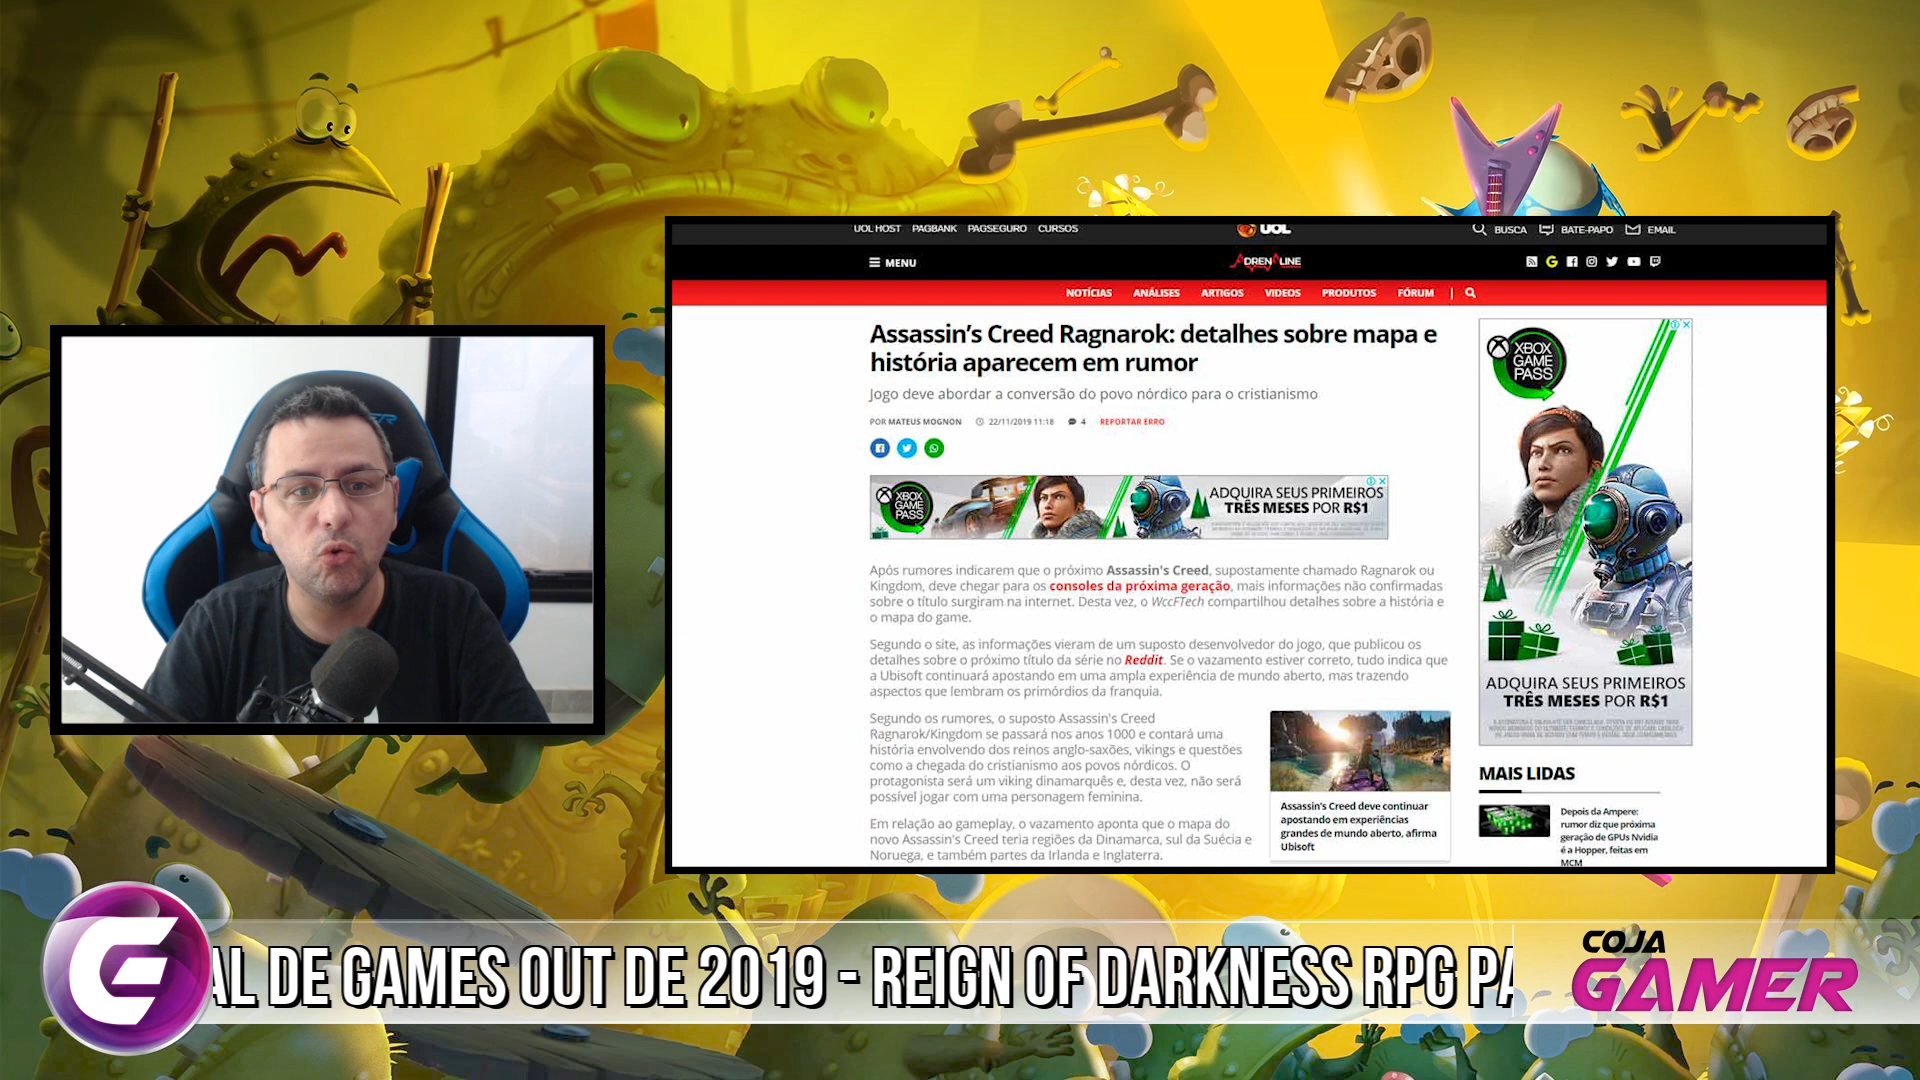 UOL HOST PAGBANK PAGSEGURO CURSOS
UOL
BUSCA BATE-PAPO EMAIL
MENU
ADRENALINE
NOTÍCIAS ANÁLISES ARTIGOS VIDEOS PRODUTOS FÓRUM
Assassin's Creed Ragnarok: detalhes sobre mapa e
história aparecem em rumor
Jogo deve abordar a conversão do povo nórdico para o cristianismo
POR MATEUS MOGNON 22/11/2019 11:18 4 REPORTAR ERRO
XBOX
GAME
PASS
ADQUIRA SEUS PRIMEIROS
TRÊS MESES POR R$1
Após rumores indicarem que o próximo Assassin's Creed, supostamente chamado Ragnarok ou
Kingdom, deve chegar para os consoles da próxima geração, mais informações não confirmadas
sobre o título surgiram na internet. Desta vez, o WccFTech compartilhou detalhes sobre a história e
o mapa do game.
Segundo o site, as informações vieram de um suposto desenvolvedor do jogo, que publicou os
detalhes sobre o próximo título da série no Reddit. Se o vazamento estiver correto, tudo indica que
a Ubisoft continuará apostando em uma ampla experiência de mundo aberto, mas trazendo
aspectos que lembram os primórdios da franquia.
Segundo os rumores, o suposto Assassin's Creed
Ragnarok/Kingdom se passará nos anos 1000 e contará uma
história envolvendo dos reinos anglo-saxões, vikings e questões
como a chegada do cristianismo aos povos nórdicos. O
protagonista será um viking dinamarquês e, desta vez, não será
possível jogar com uma personagem feminina.
Em relação ao gameplay, o vazamento aponta que o mapa do
novo Assassin's Creed teria regiões da Dinamarca, sul da Suécia e
Noruega, e também partes da Irlanda e Inglaterra.
Assassin's Creed deve continuar
apostando em experiências
grandes de mundo aberto, afirma
Ubisoft
XBOX
GAME
PASS
ADQUIRA SEUS PRIMEIROS
TRÊS MESES POR R$1
MAIS LIDAS
Depois da Ampere:
rumor diz que próxima
geração de GPUs Nvidia
é a Hopper, feitas em
MCM
AL DE GAMES OUT DE 2019 - REIGN OF DARKNESS RPG PA
COJA
GAMER